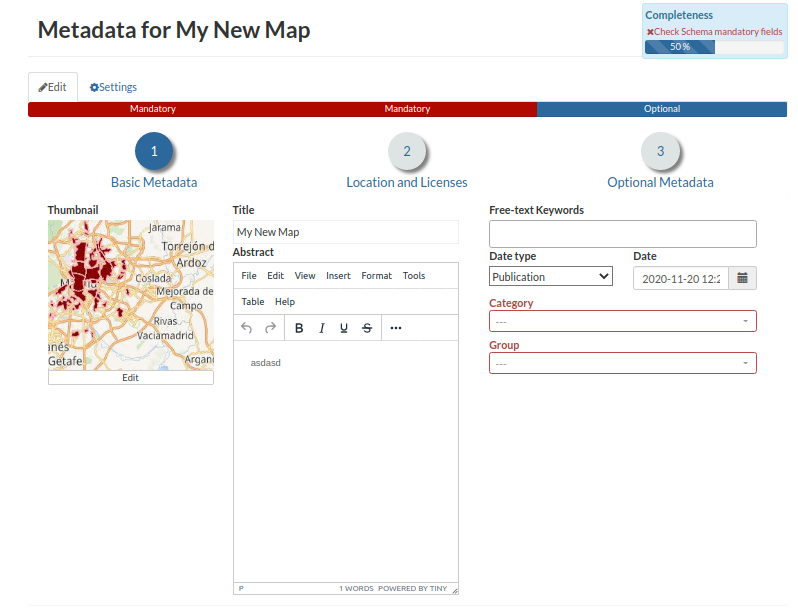 Metadata for My New Map
Completeness
Check Schema mandatory fields
50%
Edit
Settings
Mandatory
Mandatory
Optional
1
2
3
Basic Metadata
Location and Licenses
Optional Metadata
Thumbnail
Jarama
Torrejón d
Ardoz
Coslada
Mejorada de
Campo
Rivas
Vaciamadrid
anés
Getafe
Argan
Edit
Title
My New Map
Abstract
File Edit View Insert Format Tools
Table Help
B I U S ...
asdasd
P
1 WORDS POWERED BY TINY
Free-text Keywords
Date type
Date
Publication
2020-11-20 12:2
Category
---
Group
---